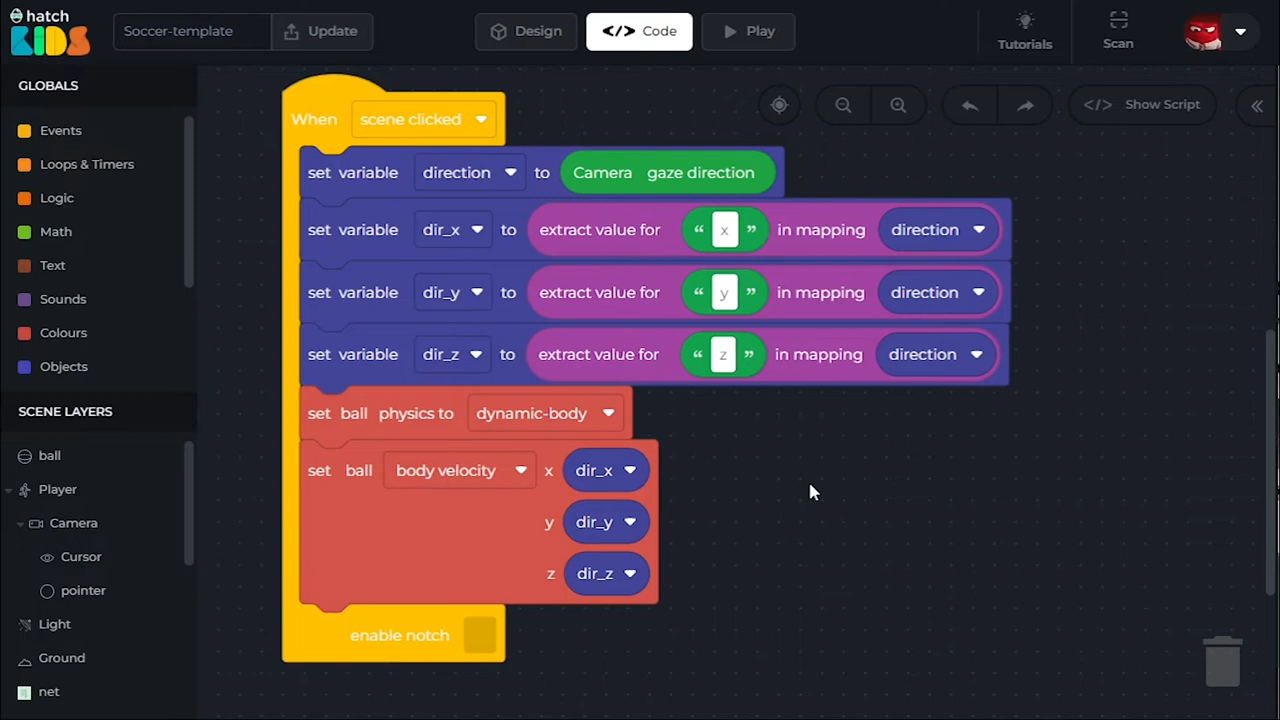 hatch
KIDS
Soccer-template
Update
Design
</> Code
Play
Tutorials
Scan
GLOBALS
Events
Loops & Timers
Logic
Math
Text
Sounds
Colours
Objects
SCENE LAYERS
ball
Player
Camera
Cursor
pointer
Light
Ground
net
</> Show Script
When scene clicked
set variable direction to Camera gaze direction
set variable dir_x to extract value for “ x ” in mapping direction
set variable dir_y to extract value for “ y ” in mapping direction
set variable dir_z to extract value for “ z ” in mapping direction
set ball physics to dynamic-body
set ball body velocity x dir_x
y dir_y
z dir_z
enable notch